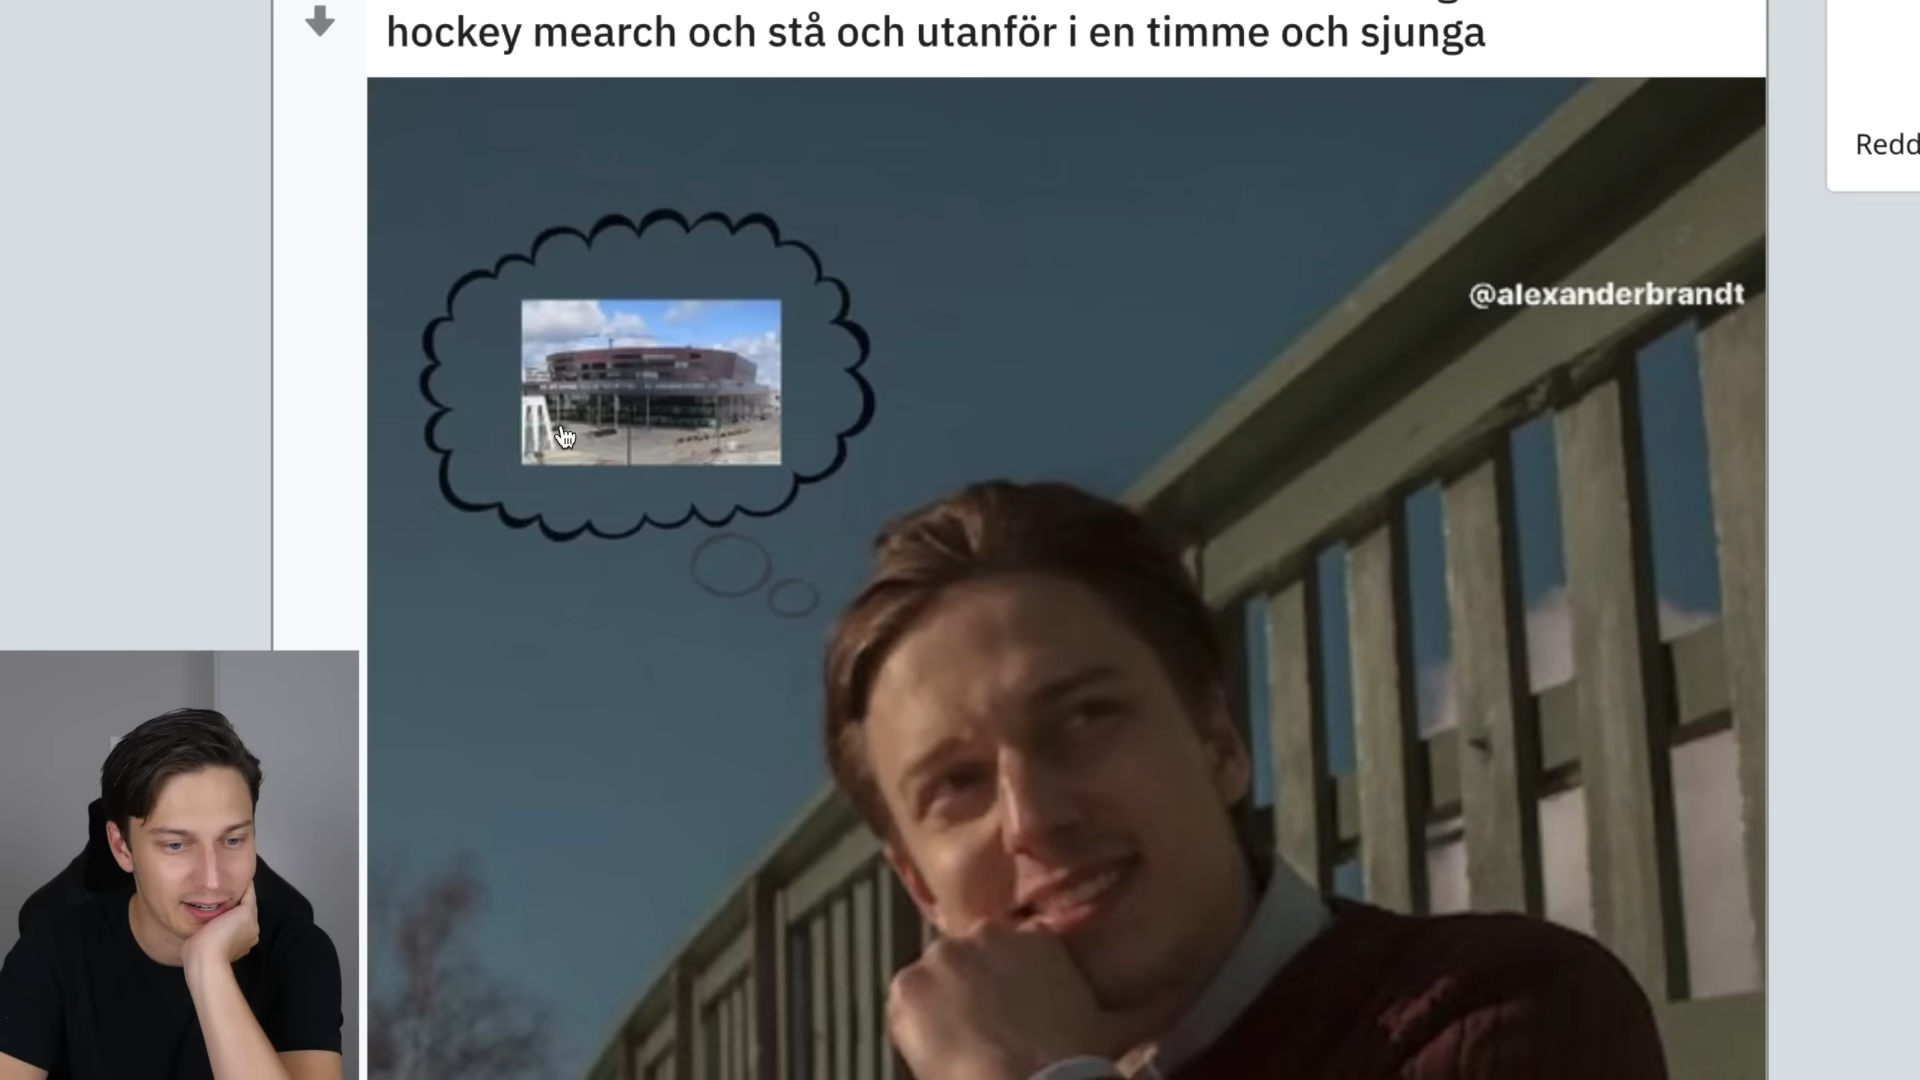 hockey mearch och stå och utanför i en timme och sjunga
Redd
@alexanderbrandt